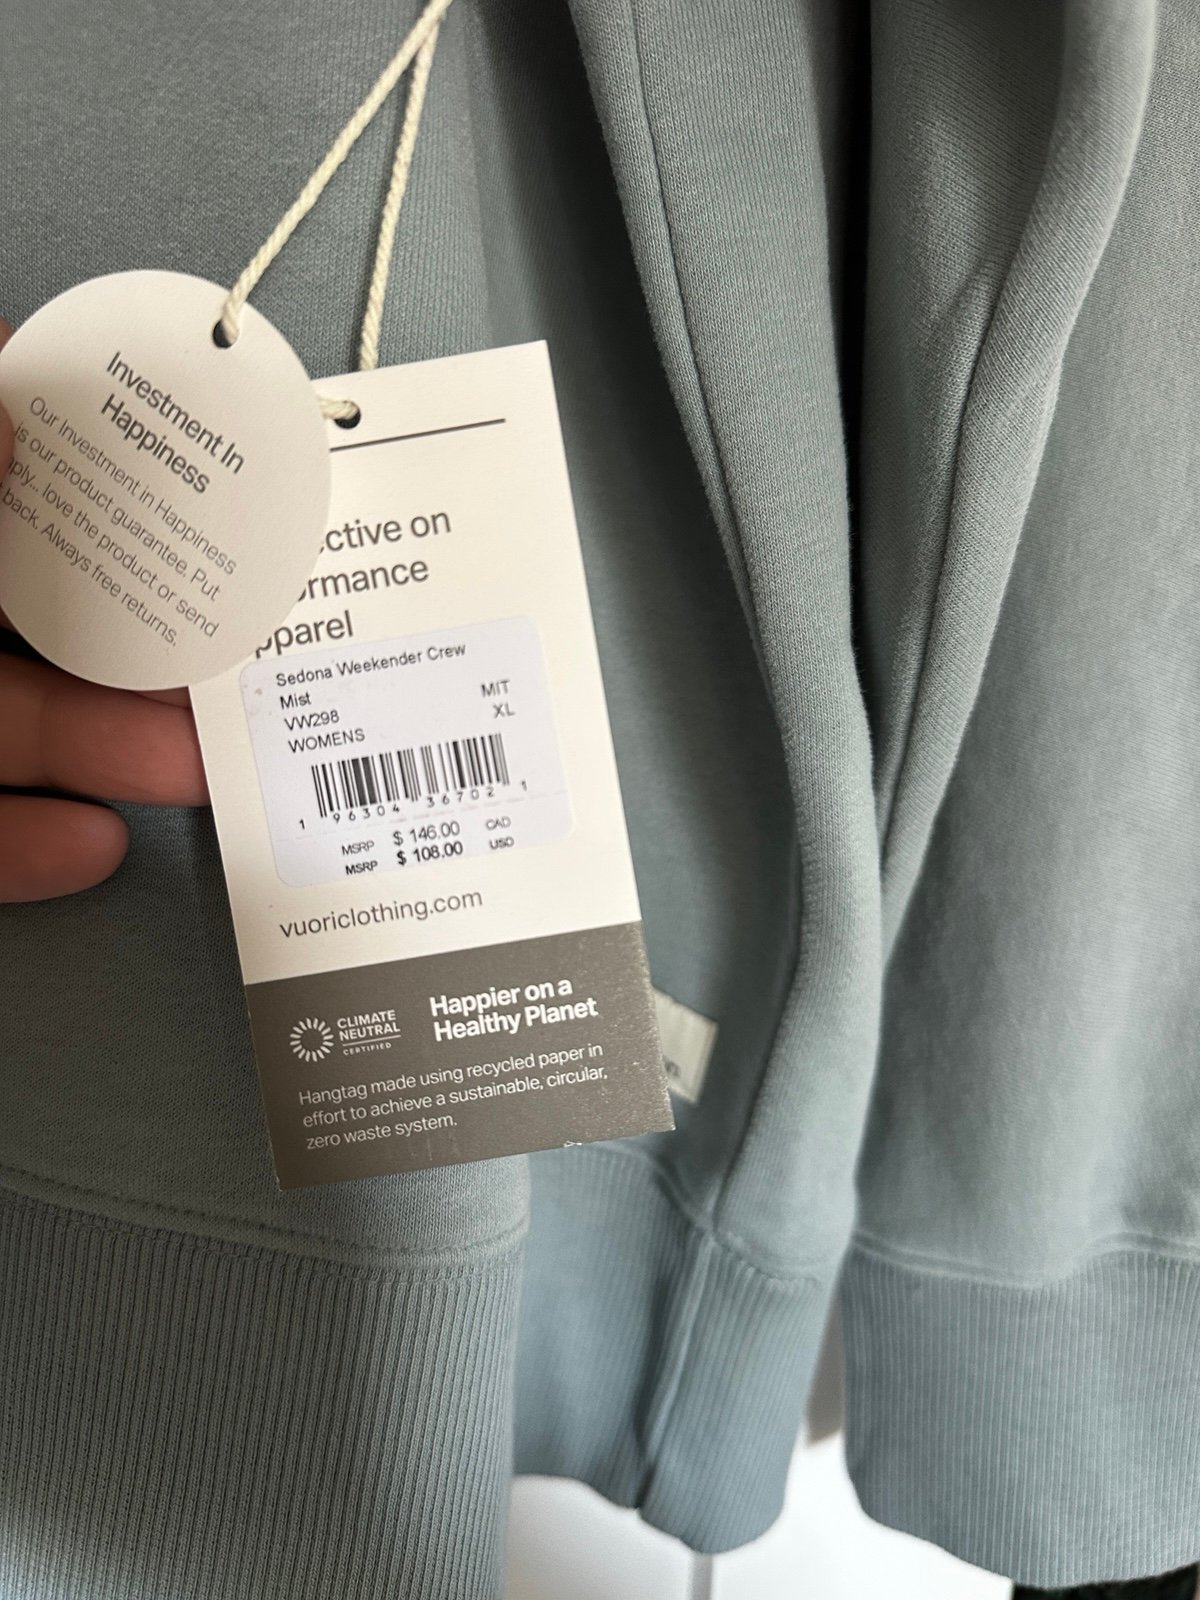 Investment In
Happiness
Our Investment in Happiness
is our product guarantee. Put
love the product or send
back. Always free returns.
on
Sedona Weekender Crew
Mist MIT
VW298 XL
WOMENS
1 96304 36702 1
MSRP $ 146.00 CAD
MSRP $ 108.00 USD
vuoriclothing.com
CLIMATE
NEUTRAL
CERTIFIED
Happier on a
Healthy Planet
Hangtag made using recycled paper in
effort to achieve a sustainable, circular,
zero waste system.